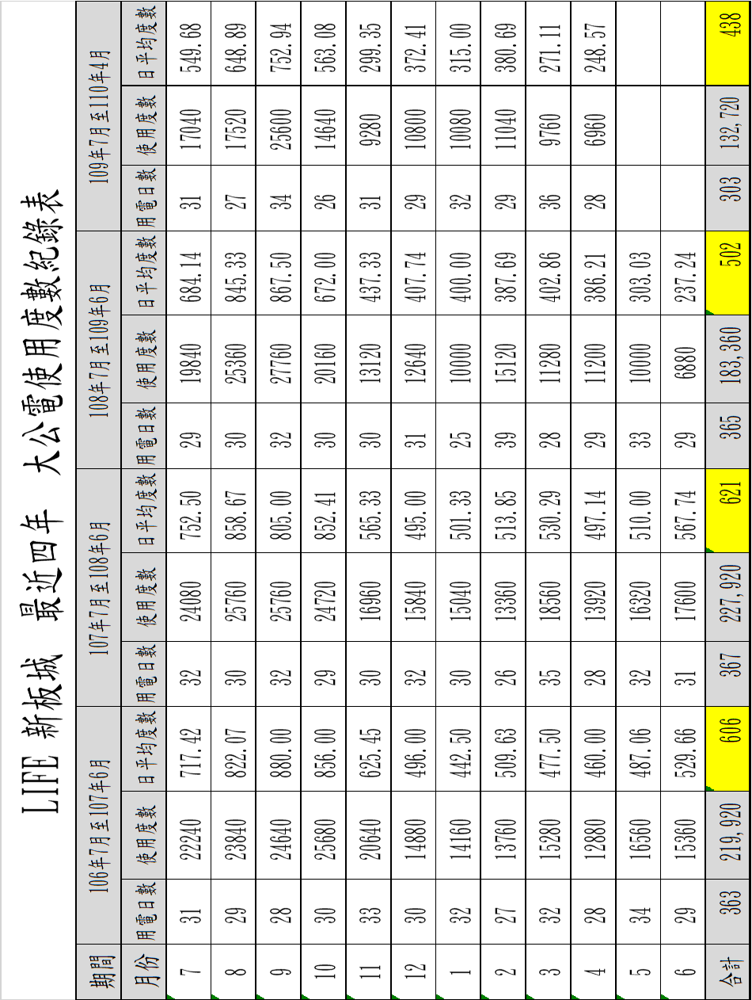 LIFE 新板城 最近四年 大公電使用度數紀錄表
期間 106年7月至107年6月 107年7月至108年6月 108年7月至109年6月 109年7月至110年4月
月份 用電日數 使用度數 日平均度數 用電日數 使用度數 日平均度數 用電日數 使用度數 日平均度數 用電日數 使用度數 日平均度數
7 31 22240 717.42 32 24080 752.50 29 19840 684.14 31 17040 549.68
8 29 23840 822.07 30 25760 858.67 30 25360 845.33 27 17520 648.89
9 28 24640 880.00 32 25760 805.00 32 27760 867.50 34 25600 752.94
10 30 25680 856.00 29 24720 852.41 30 20160 672.00 26 14640 563.08
11 33 20640 625.45 30 16960 565.33 30 13120 437.33 31 9280 299.35
12 30 14880 496.00 32 15840 495.00 31 12640 407.74 29 10800 372.41
1 32 14160 442.50 30 15040 501.33 25 10000 400.00 32 10080 315.00
2 27 13760 509.63 26 13360 513.85 39 15120 387.69 29 11040 380.69
3 32 15280 477.50 35 18560 530.29 28 11280 402.86 36 9760 271.11
4 28 12880 460.00 28 13920 497.14 29 11200 386.21 28 6960 248.57
5 34 16560 487.06 32 16320 510.00 33 10000 303.03
6 29 15360 529.66 31 17600 567.74 29 6880 237.24
合計 363 219,920 606 367 227,920 621 365 183,360 502 303 132,720 438